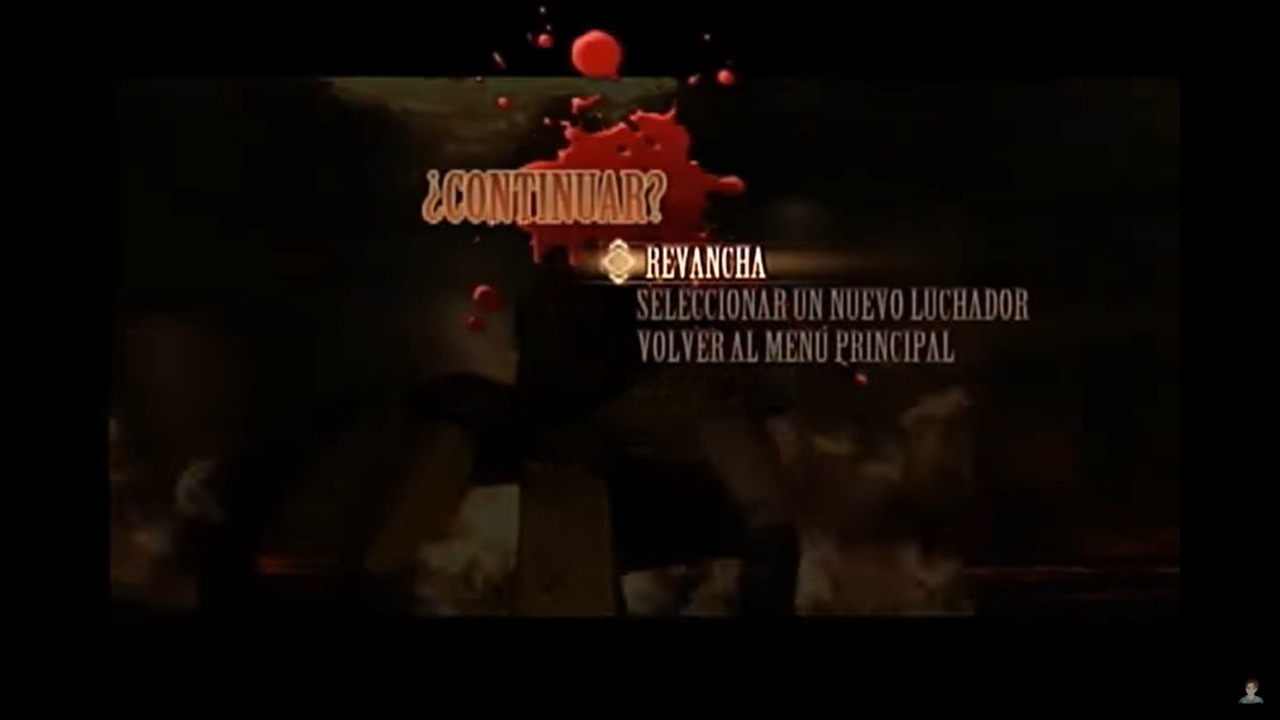 ¿CONTINUAR?
REVANCHA
SELECCIONAR UN NUEVO LUCHADOR
VOLVER AL MENÚ PRINCIPAL